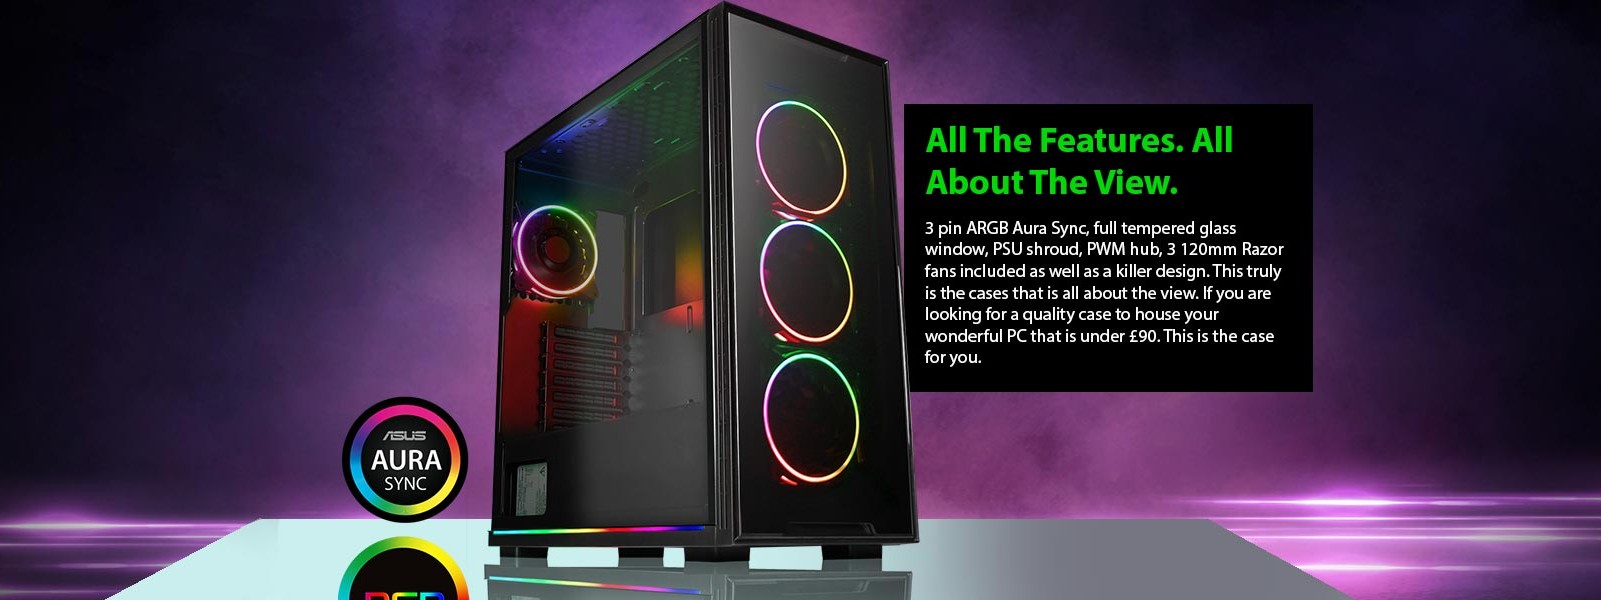 All The Features. All
About The View.
3 pin ARGB Aura Sync, full tempered glass
window, PSU shroud, PWM hub, 3 120mm Razor
fans included as well as a killer design. This truly
is the cases that is all about the view. If you are
looking for a quality case to house your
wonderful PC that is under £90. This is the case
for you.
ASUS
AURA
SYNC
RGB